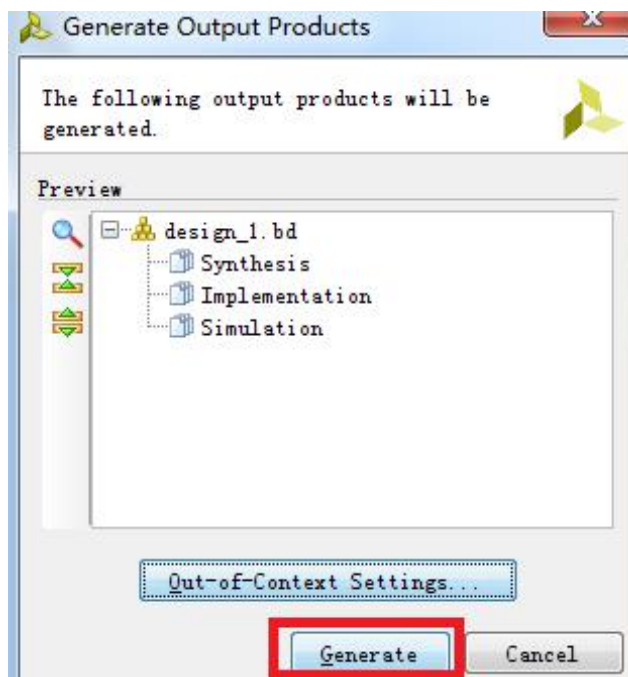 Generate Output Products
The following output products will be
generated.
Preview
design_1.bd
Synthesis
Implementation
Simulation
Out-of-Context Settings...
Generate
Cancel